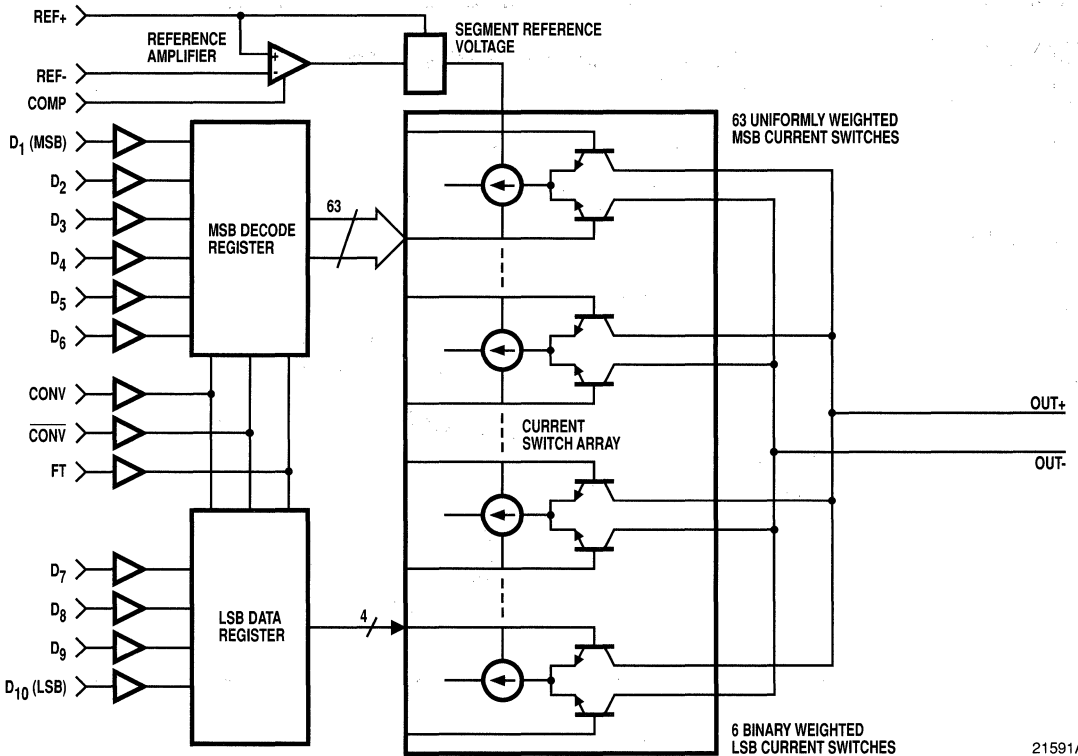 REF+
REFERENCE
AMPLIFIER
SEGMENT REFERENCE
VOLTAGE
+
-
REF-
COMP
63 UNIFORMLY WEIGHTED
MSB CURRENT SWITCHES
D1 (MSB)
D2
D3
D4
D5
D6
MSB DECODE
REGISTER
63
CONV
CONV
FT
CURRENT
SWITCH ARRAY
OUT+
OUT-
D7
D8
D9
D10 (LSB)
LSB DATA
REGISTER
4
6 BINARY WEIGHTED
LSB CURRENT SWITCHES